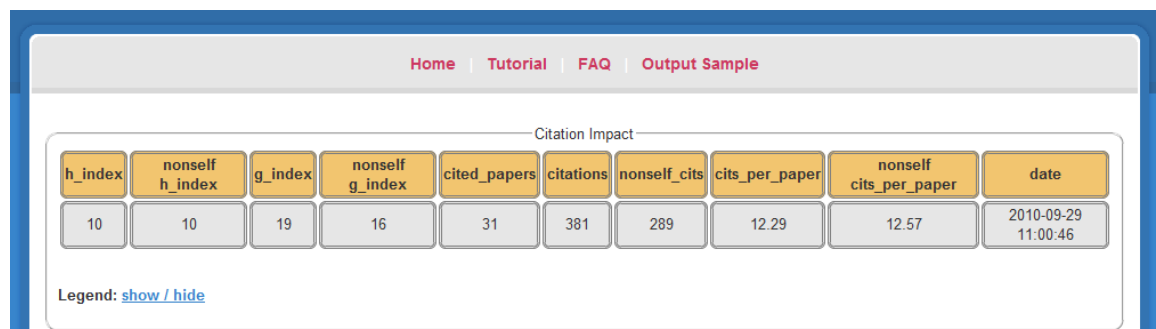 Home | Tutorial | FAQ | Output Sample
Citation Impact
h_index nonself h_index g_index nonself g_index cited_papers citations nonself_cits cits_per_paper nonself cits_per_paper date
10 10 19 16 31 381 289 12.29 12.57 2010-09-29 11:00:46
Legend: show / hide